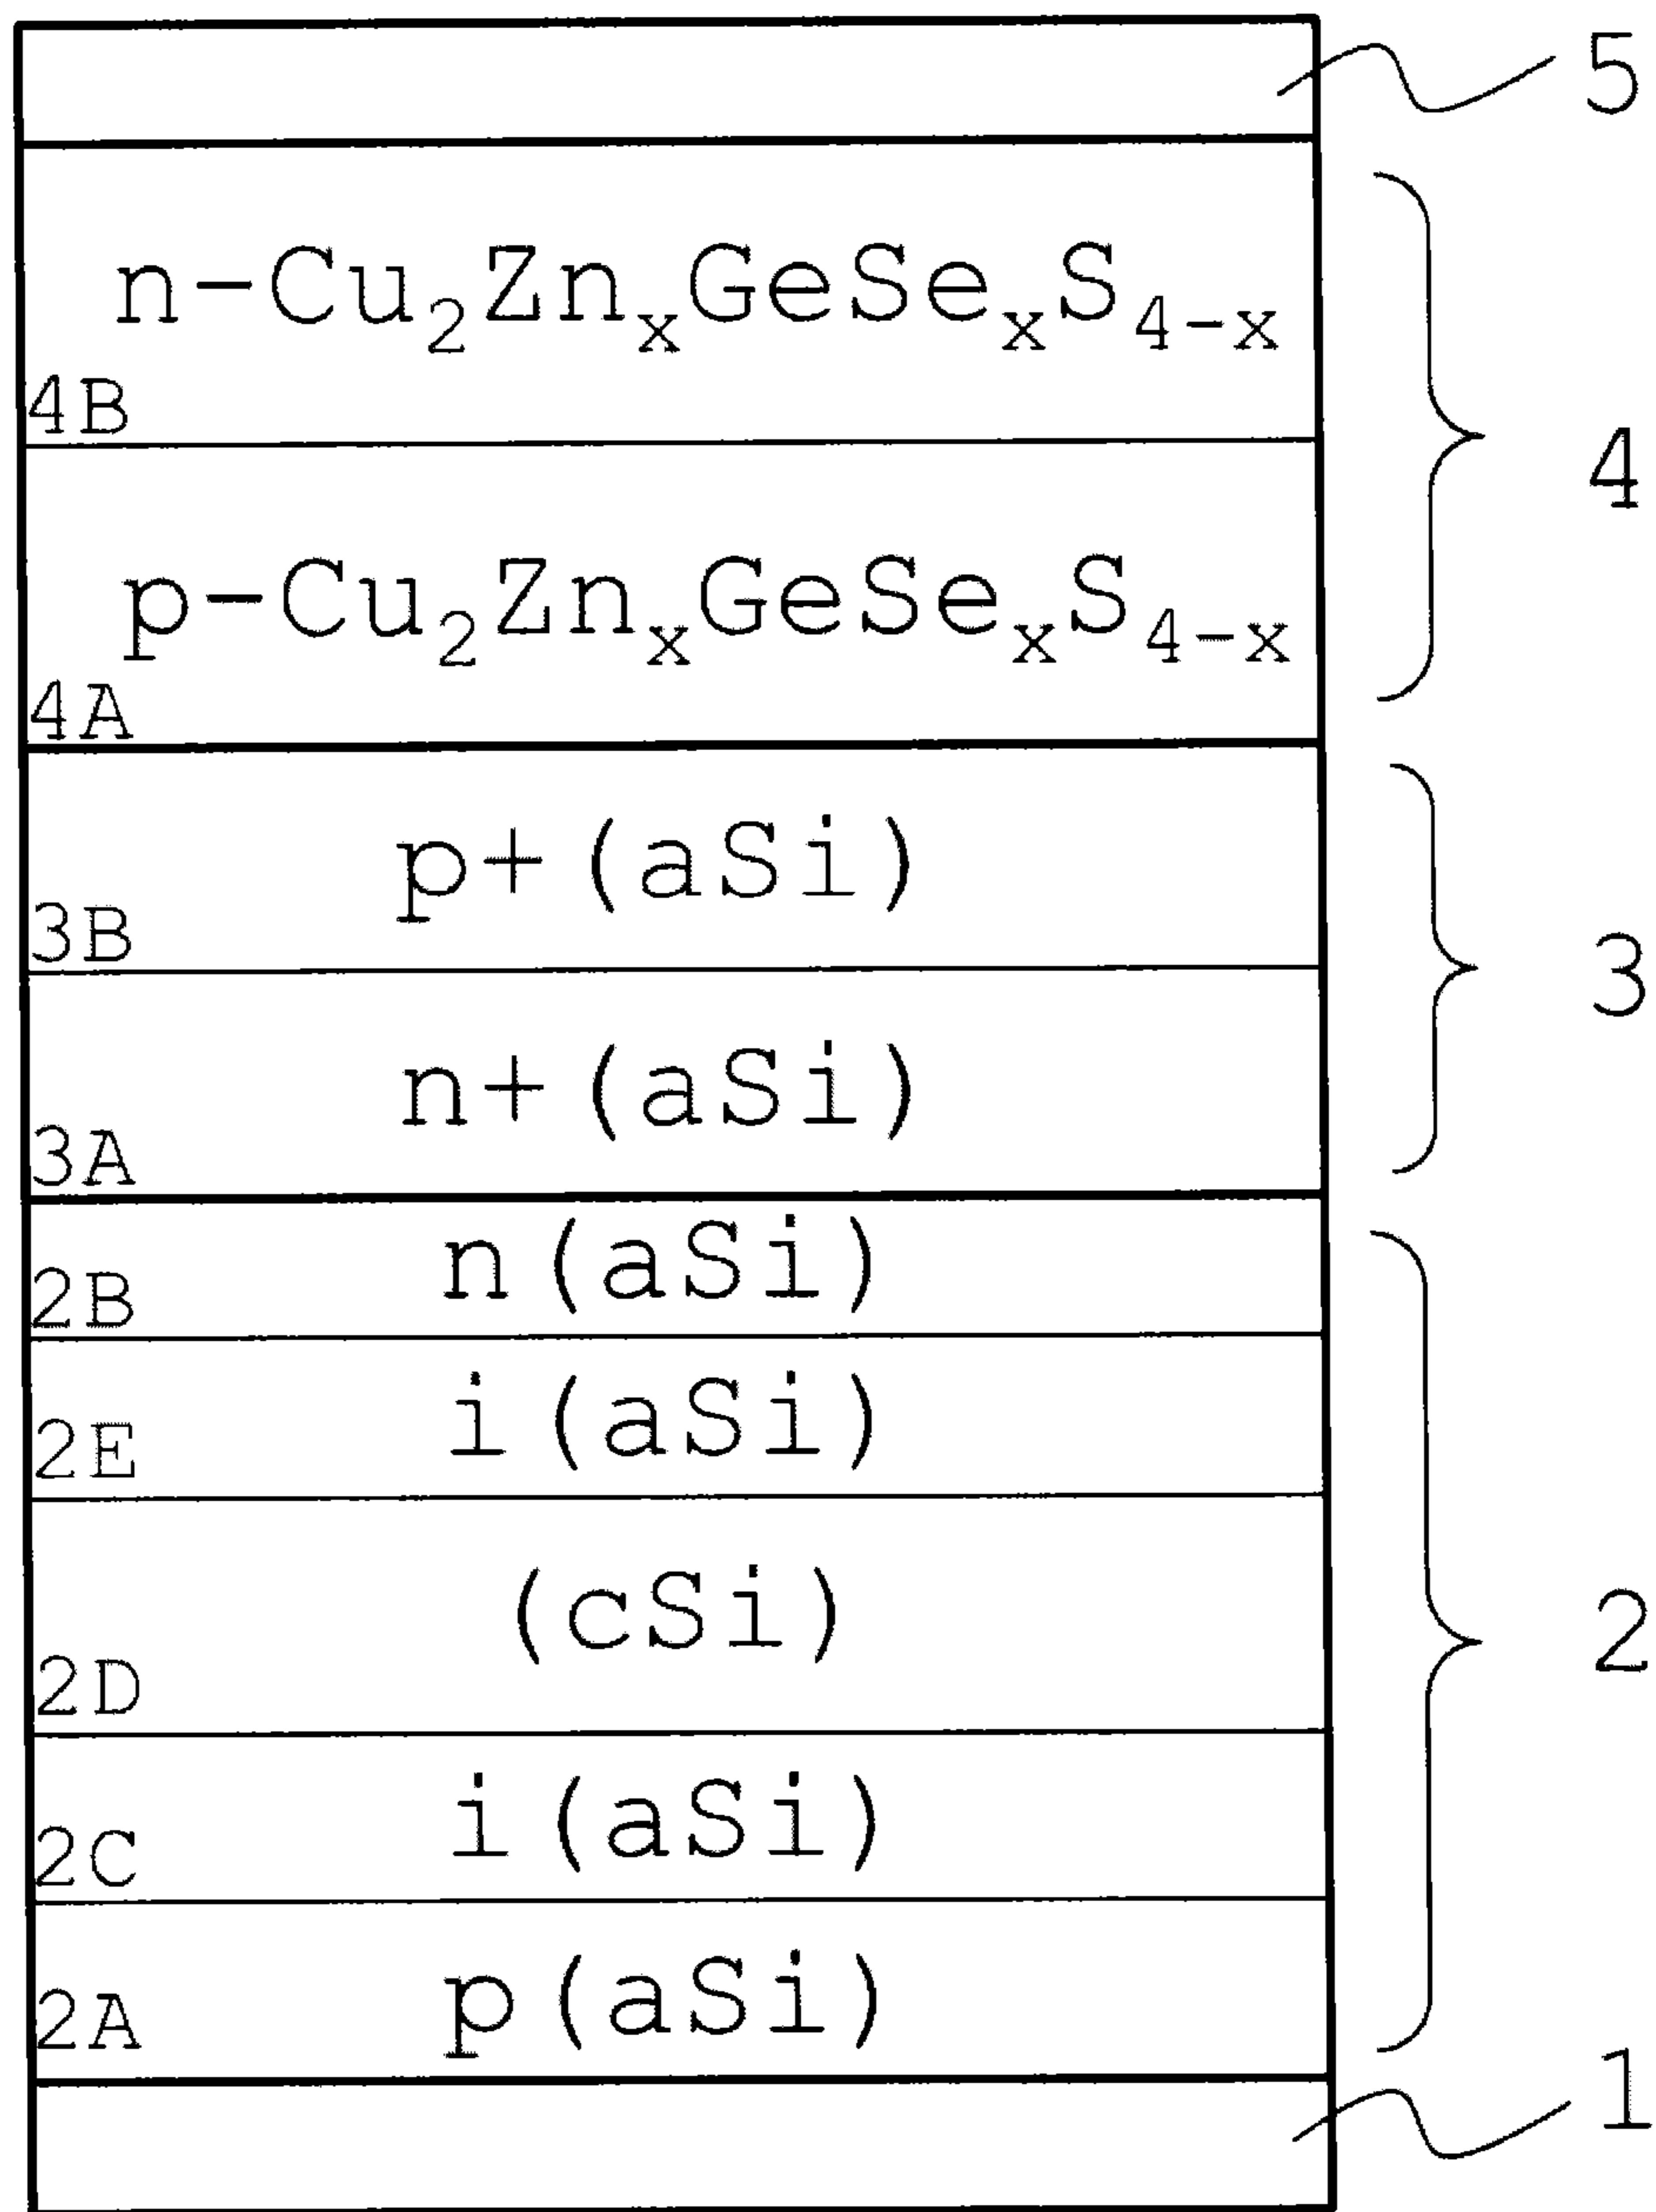 5
n-Cu₂ZnₓGeSeₓS₄₋ₓ
4B
4
p-Cu₂ZnₓGeSeₓS₄₋ₓ
4A
p+(aSi)
3B
3
n+(aSi)
3A
n(aSi)
2B
i(aSi)
2E
(cSi)
2D
2
i(aSi)
2C
p(aSi)
2A
1